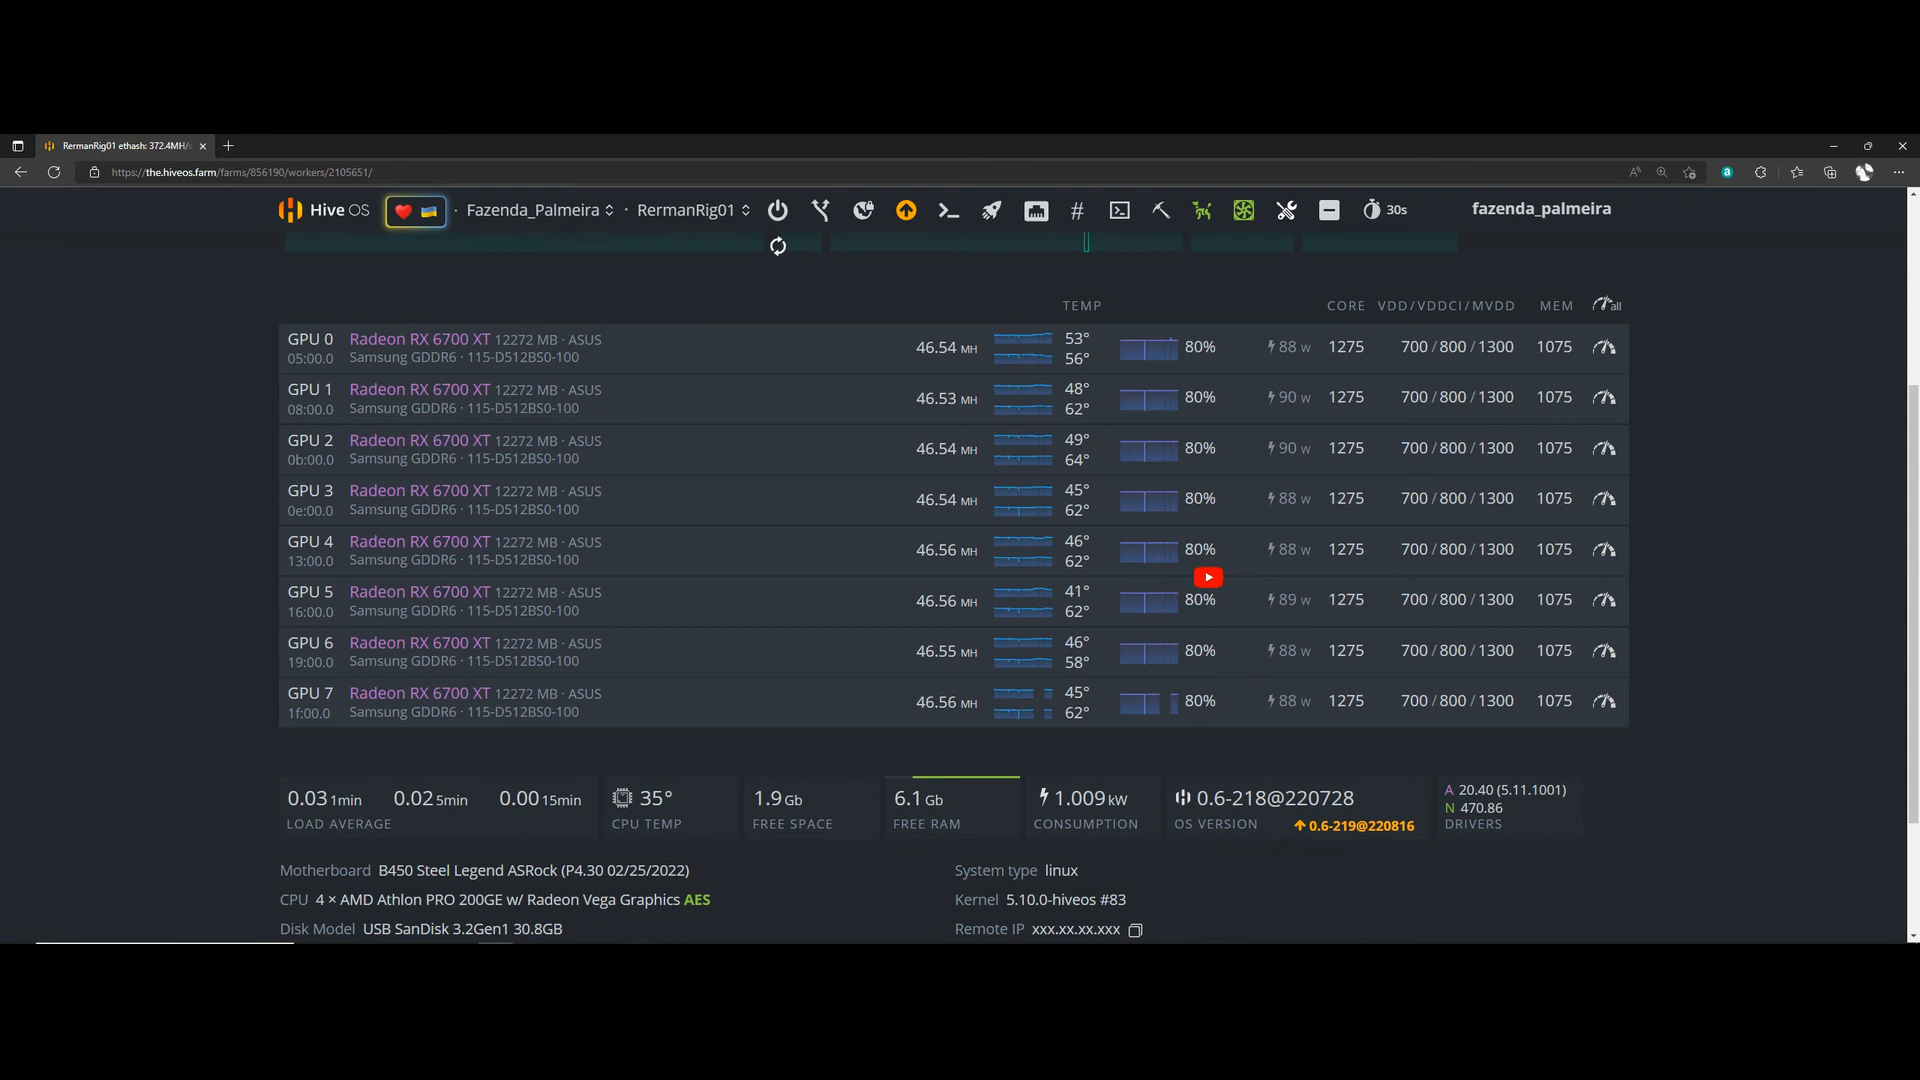 RermanRig01 ethash: 372.4MH/s
https://the.hiveos.farm/farms/856190/workers/2105651/
Hive OS · Fazenda_Palmeira · RermanRig01 30s fazenda_palmeira
TEMP CORE VDD/VDDCI/MVDD MEM all
GPU 0 Radeon RX 6700 XT 12272 MB · ASUS 46.54 MH 53° 80% 88 W 1275 700 / 800 / 1300 1075
05:00.0 Samsung GDDR6 · 115-D512BS0-100 56°
GPU 1 Radeon RX 6700 XT 12272 MB · ASUS 46.53 MH 48° 80% 90 W 1275 700 / 800 / 1300 1075
08:00.0 Samsung GDDR6 · 115-D512BS0-100 62°
GPU 2 Radeon RX 6700 XT 12272 MB · ASUS 46.54 MH 49° 80% 90 W 1275 700 / 800 / 1300 1075
0b:00.0 Samsung GDDR6 · 115-D512BS0-100 64°
GPU 3 Radeon RX 6700 XT 12272 MB · ASUS 46.54 MH 45° 80% 88 W 1275 700 / 800 / 1300 1075
0e:00.0 Samsung GDDR6 · 115-D512BS0-100 62°
GPU 4 Radeon RX 6700 XT 12272 MB · ASUS 46.56 MH 46° 80% 88 W 1275 700 / 800 / 1300 1075
13:00.0 Samsung GDDR6 · 115-D512BS0-100 62°
GPU 5 Radeon RX 6700 XT 12272 MB · ASUS 46.56 MH 41° 80% 89 W 1275 700 / 800 / 1300 1075
16:00.0 Samsung GDDR6 · 115-D512BS0-100 62°
GPU 6 Radeon RX 6700 XT 12272 MB · ASUS 46.55 MH 46° 80% 88 W 1275 700 / 800 / 1300 1075
19:00.0 Samsung GDDR6 · 115-D512BS0-100 58°
GPU 7 Radeon RX 6700 XT 12272 MB · ASUS 46.56 MH 45° 80% 88 W 1275 700 / 800 / 1300 1075
1f:00.0 Samsung GDDR6 · 115-D512BS0-100 62°
0.03 1min 0.02 5min 0.00 15min 35° 1.9 Gb 6.1 Gb 1.009 kW 0.6-218@220728 A 20.40 (5.11.1001)
N 470.86
LOAD AVERAGE CPU TEMP FREE SPACE FREE RAM CONSUMPTION OS VERSION 0.6-219@220816 DRIVERS
Motherboard B450 Steel Legend ASRock (P4.30 02/25/2022) System type linux
CPU 4 × AMD Athlon PRO 200GE w/ Radeon Vega Graphics AES Kernel 5.10.0-hiveos #83
Disk Model USB SanDisk 3.2Gen1 30.8GB Remote IP xxx.xx.xx.xxx